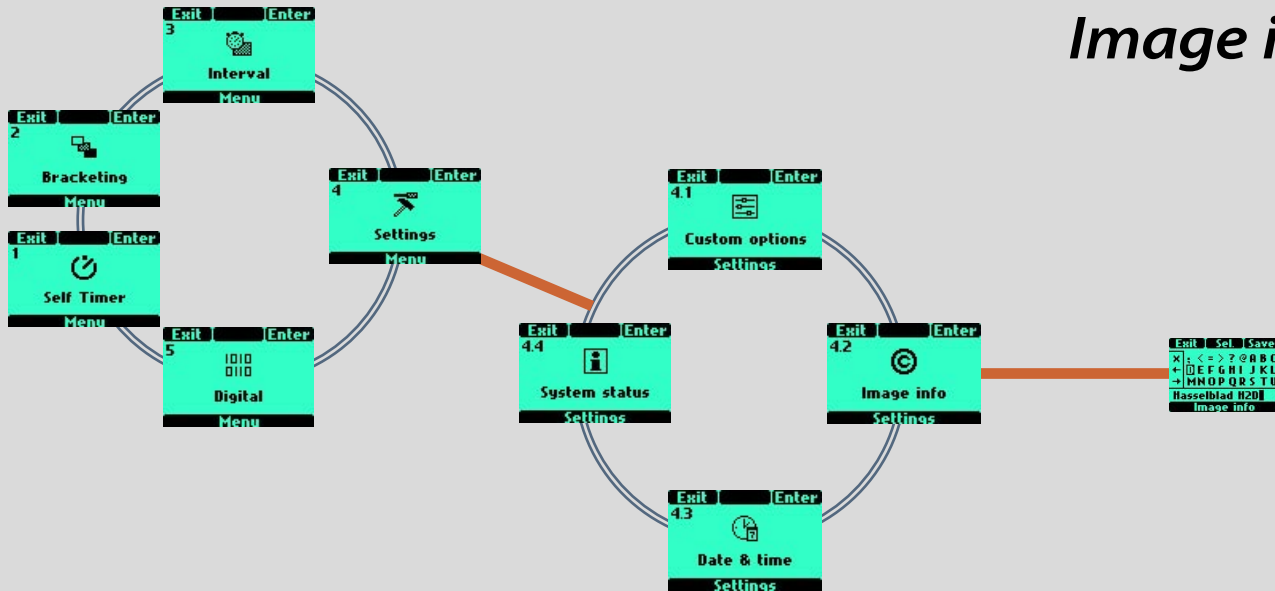 Image i
Exit Enter
3
Interval
Menu
Exit Enter
2
Bracketing
Menu
Exit Enter
1
Self Timer
Menu
Exit Enter
5
1010
0110
Digital
Menu
Exit Enter
4
Settings
Menu
Exit Enter
4.1
Custom options
Settings
Exit Enter
4.4
System status
Settings
Exit Enter
4.2
©
Image info
Settings
Exit Enter
4.3
Date & time
Settings
Exit Sel. Save
× : < = > ? @ A B C
← D E F G H I J K L
→ M N O P Q R S T U
Hasselblad H2D
Image info